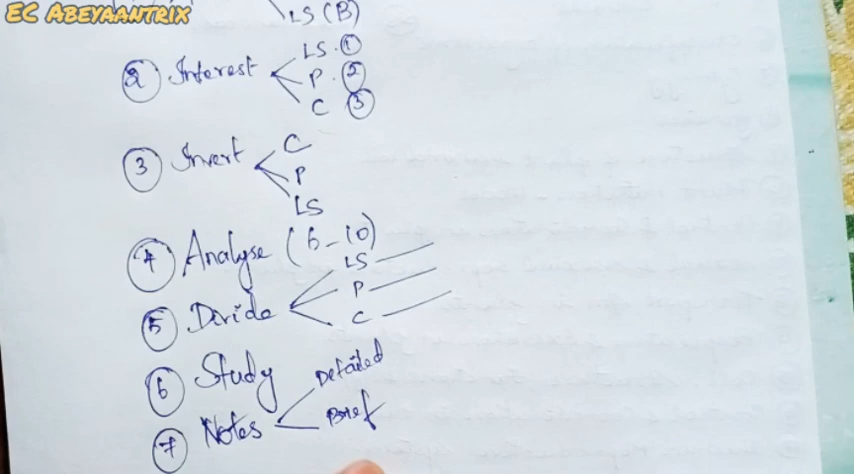 EC ABEYAANTRIX
LS (B)
② Interest
LS. ①
P. ②
C ③
③ Invert
C
P
LS
④ Analyse (6-10)
⑤ Divide
LS
P
C
⑥ Study
⑦ Notes
Detailed
Brief